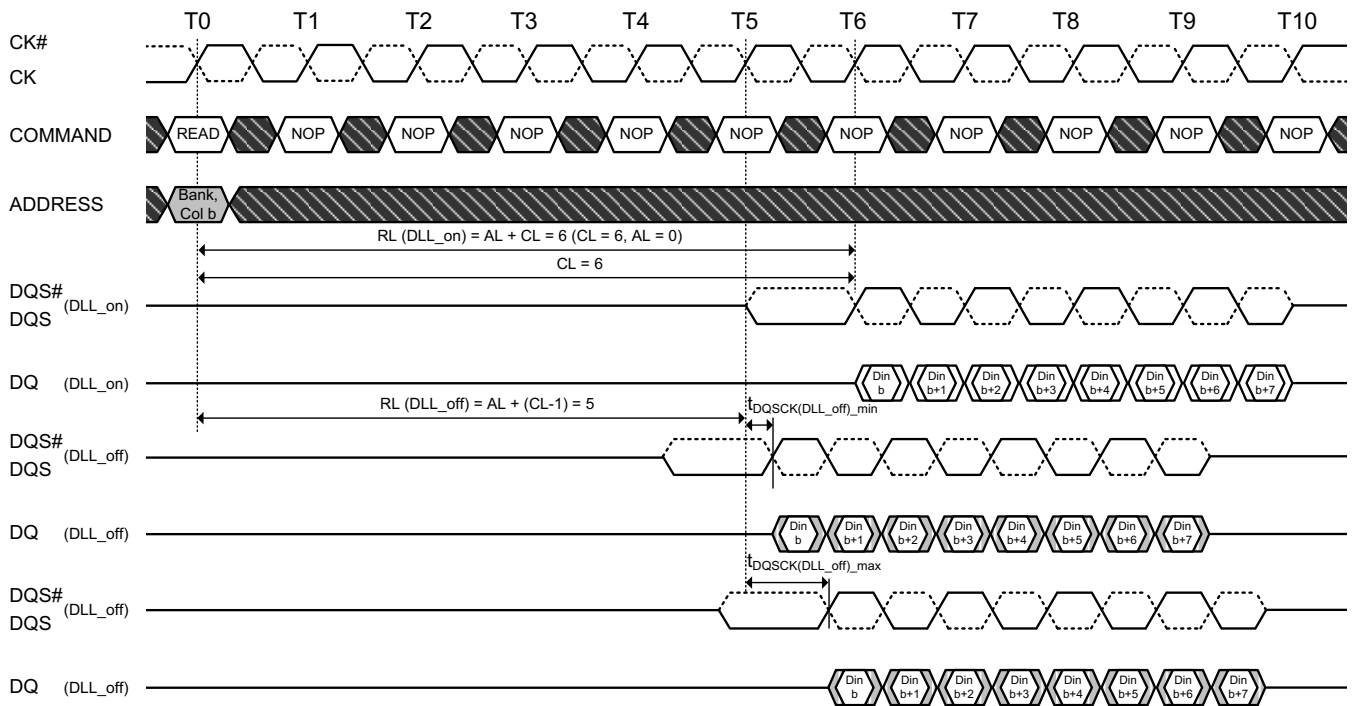 T0 T1 T2 T3 T4 T5 T6 T7 T8 T9 T10
CK#
CK
COMMAND READ NOP NOP NOP NOP NOP NOP NOP NOP NOP NOP
ADDRESS
Bank,
Col b
RL (DLL_on) = AL + CL = 6 (CL = 6, AL = 0)
CL = 6
DQS# (DLL_on)
DQS
DQ (DLL_on)
Din Din Din Din Din Din Din Din
b b+1 b+2 b+3 b+4 b+5 b+6 b+7
RL (DLL_off) = AL + (CL-1) = 5
tDQSCK(DLL_off)_min
DQS# (DLL_off)
DQS
DQ (DLL_off)
Din Din Din Din Din Din Din Din
b b+1 b+2 b+3 b+4 b+5 b+6 b+7
tDQSCK(DLL_off)_max
DQS# (DLL_off)
DQS
DQ (DLL_off)
Din Din Din Din Din Din Din Din
b b+1 b+2 b+3 b+4 b+5 b+6 b+7